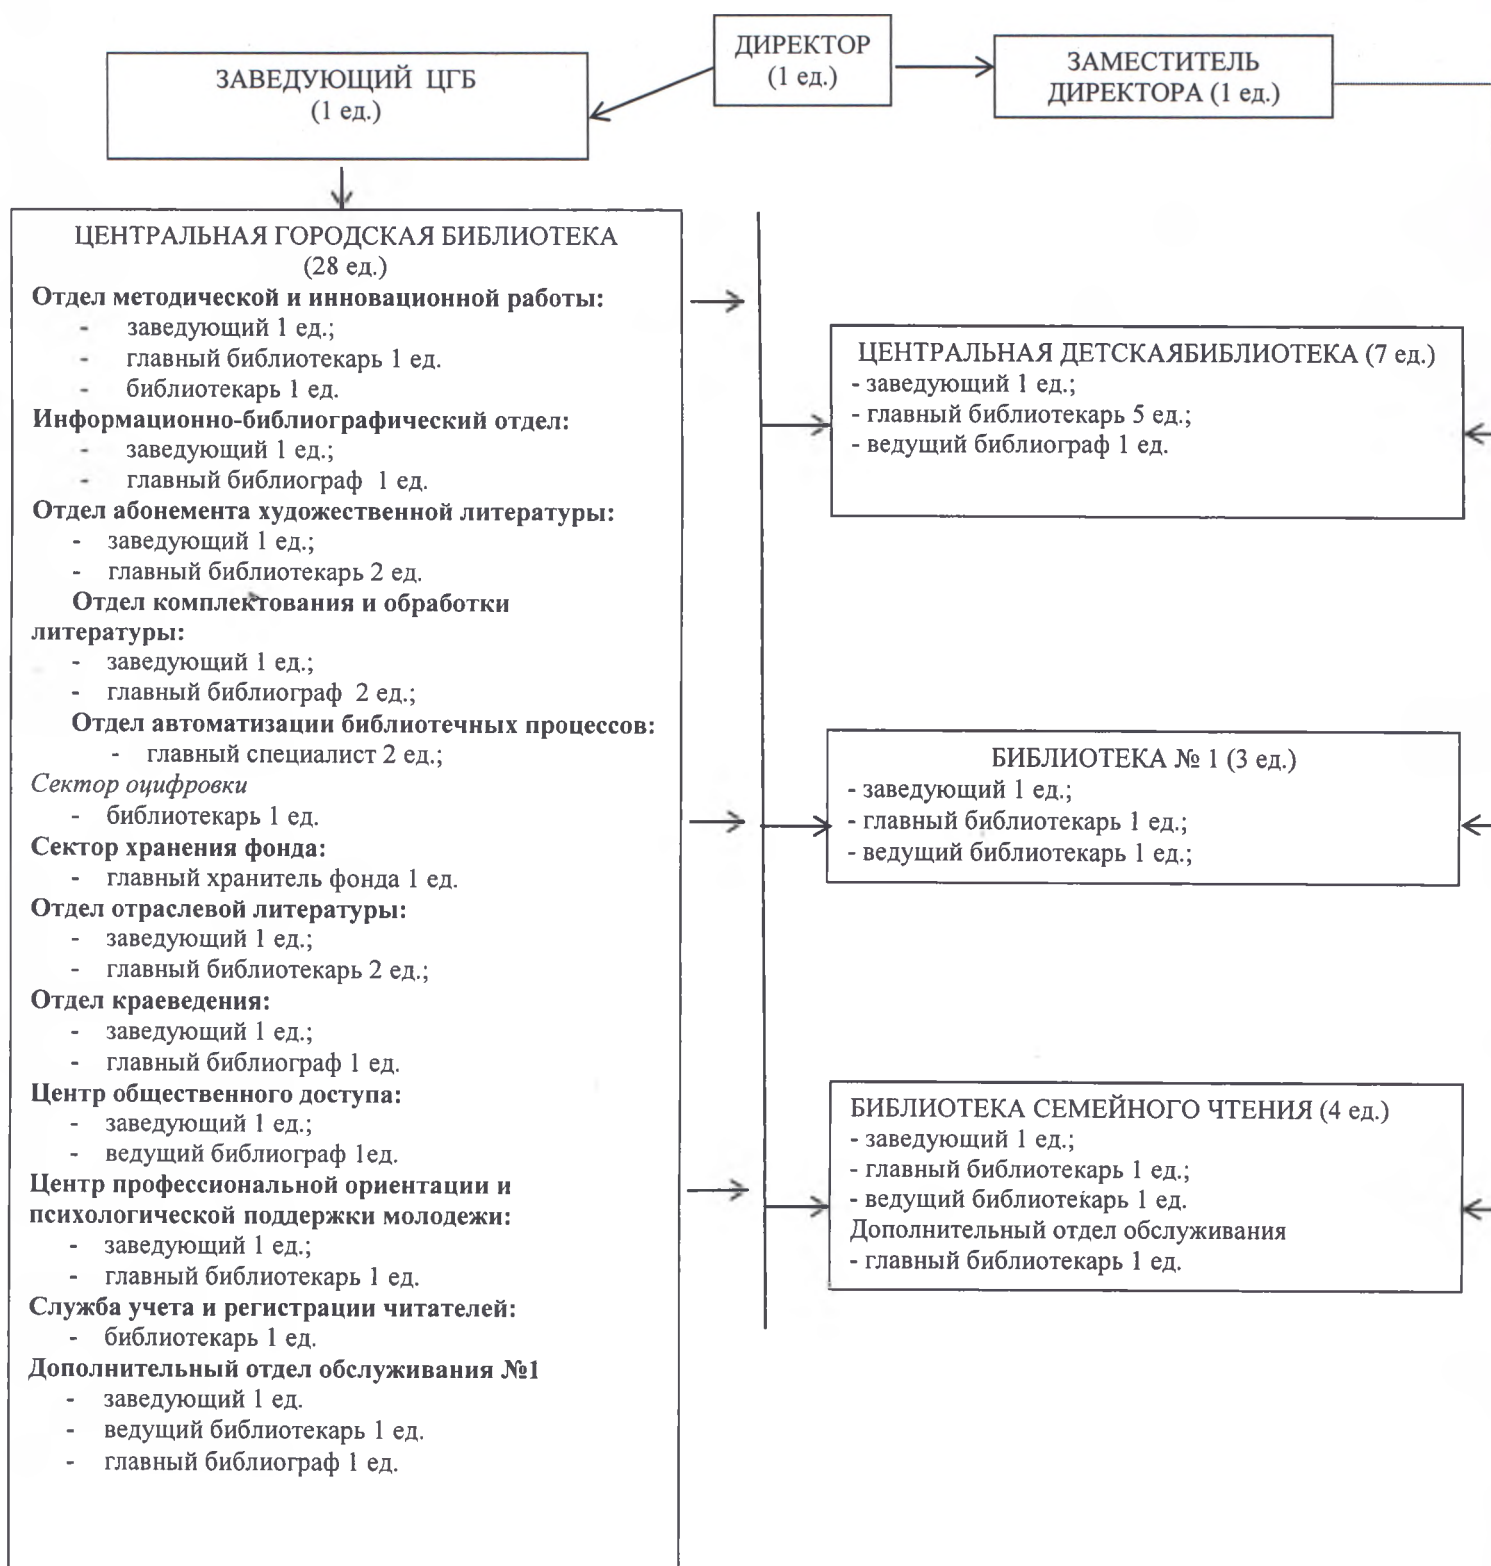 ДИРЕКТОР
(1 ед.)
ЗАВЕДУЮЩИЙ ЦГБ
(1 ед.)
ЗАМЕСТИТЕЛЬ
ДИРЕКТОРА (1 ед.)
ЦЕНТРАЛЬНАЯ ГОРОДСКАЯ БИБЛИОТЕКА
(28 ед.)
Отдел методической и инновационной работы:
- заведующий 1 ед.;
- главный библиотекарь 1 ед.
- библиотекарь 1 ед.
Информационно-библиографический отдел:
- заведующий 1 ед.;
- главный библиограф 1 ед.
Отдел абонемента художественной литературы:
- заведующий 1 ед.;
- главный библиотекарь 2 ед.
Отдел комплектования и обработки
литературы:
- заведующий 1 ед.;
- главный библиограф 2 ед.;
Отдел автоматизации библиотечных процессов:
- главный специалист 2 ед.;
Сектор оцифровки
- библиотекарь 1 ед.
Сектор хранения фонда:
- главный хранитель фонда 1 ед.
Отдел отраслевой литературы:
- заведующий 1 ед.;
- главный библиотекарь 2 ед.;
Отдел краеведения:
- заведующий 1 ед.;
- главный библиограф 1 ед.
Центр общественного доступа:
- заведующий 1 ед.;
- ведущий библиограф 1ед.
Центр профессиональной ориентации и
психологической поддержки молодежи:
- заведующий 1 ед.;
- главный библиотекарь 1 ед.
Служба учета и регистрации читателей:
- библиотекарь 1 ед.
Дополнительный отдел обслуживания №1
- заведующий 1 ед.
- ведущий библиотекарь 1 ед.
- главный библиограф 1 ед.
ЦЕНТРАЛЬНАЯ ДЕТСКАЯБИБЛИОТЕКА (7 ед.)
- заведующий 1 ед.;
- главный библиотекарь 5 ед.;
- ведущий библиограф 1 ед.
БИБЛИОТЕКА № 1 (3 ед.)
- заведующий 1 ед.;
- главный библиотекарь 1 ед.;
- ведущий библиотекарь 1 ед.;
БИБЛИОТЕКА СЕМЕЙНОГО ЧТЕНИЯ (4 ед.)
- заведующий 1 ед.;
- главный библиотекарь 1 ед.;
- ведущий библиотекарь 1 ед.
Дополнительный отдел обслуживания
- главный библиотекарь 1 ед.